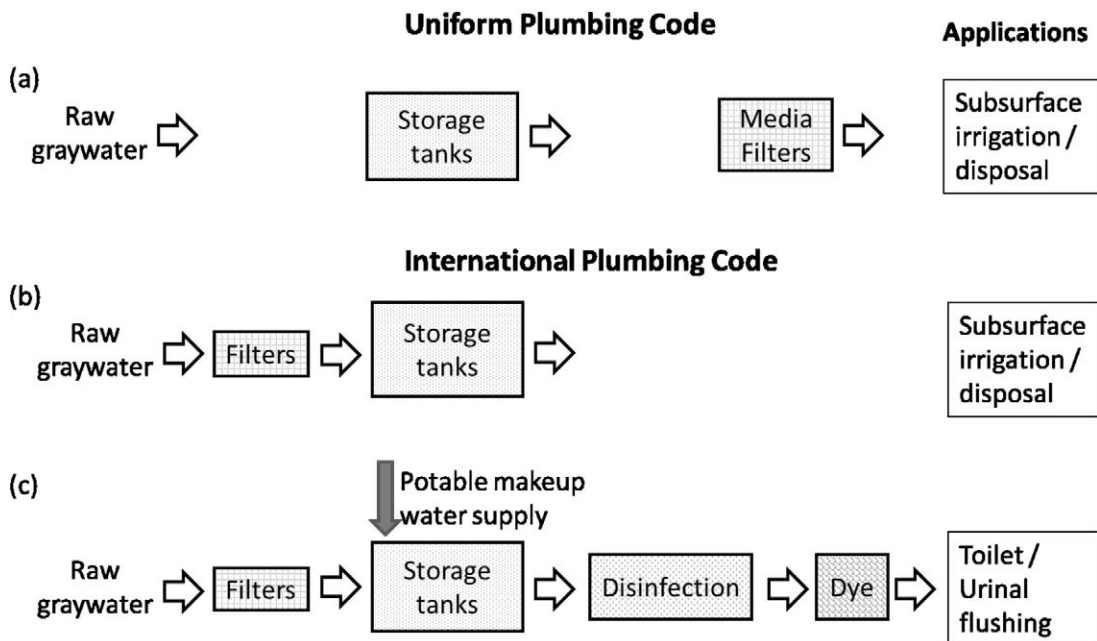 Uniform Plumbing Code
Applications
(a)
Raw
graywater
Storage
tanks
Media
Filters
Subsurface
irrigation /
disposal
International Plumbing Code
(b)
Raw
graywater
Filters
Storage
tanks
Subsurface
irrigation /
disposal
(c)
Potable makeup
water supply
Raw
graywater
Filters
Storage
tanks
Disinfection
Dye
Toilet /
Urinal
flushing